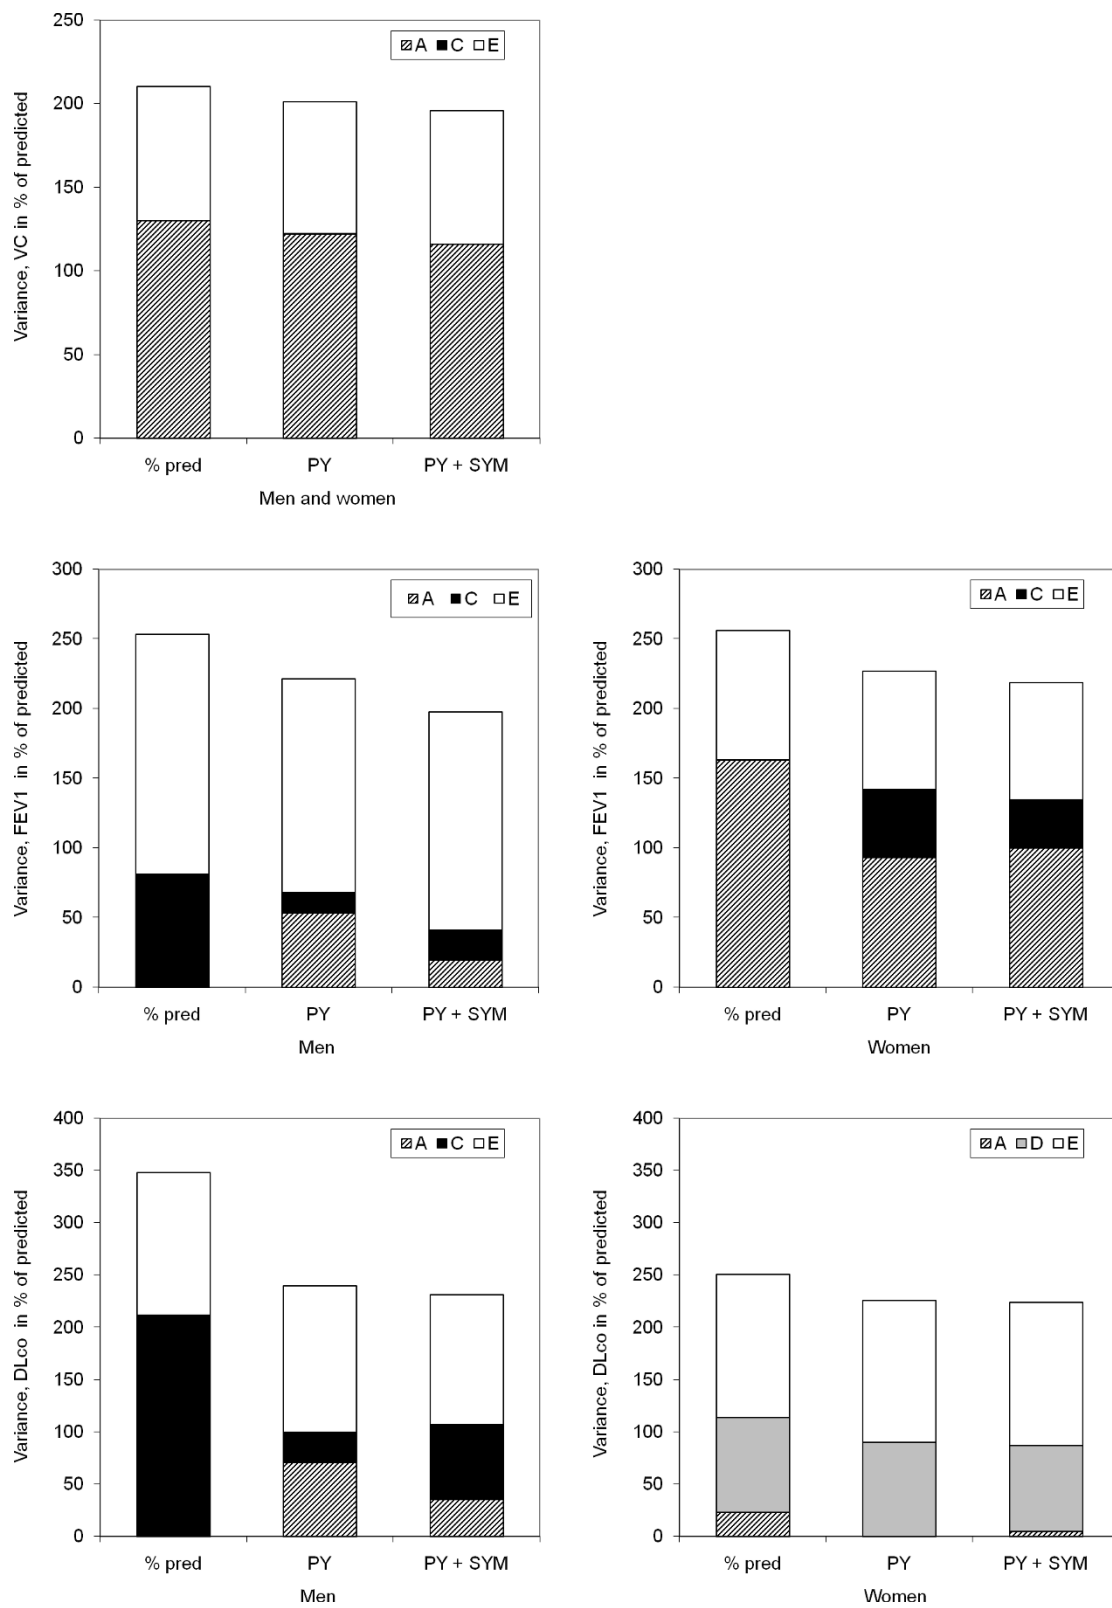 Variance, VC in % of predicted
250
200
150
100
50
0
A C E
% pred PY PY + SYM
Men and women
Variance, FEV1 in % of predicted
300
250
200
150
100
50
0
A C E
% pred PY PY + SYM
Men
Variance, FEV1 in % of predicted
300
250
200
150
100
50
0
A C E
% pred PY PY + SYM
Women
Variance, DLco in % of predicted
400
350
300
250
200
150
100
50
0
A C E
% pred PY PY + SYM
Men
Variance, DLco in % of predicted
400
350
300
250
200
150
100
50
0
A D E
% pred PY PY + SYM
Women